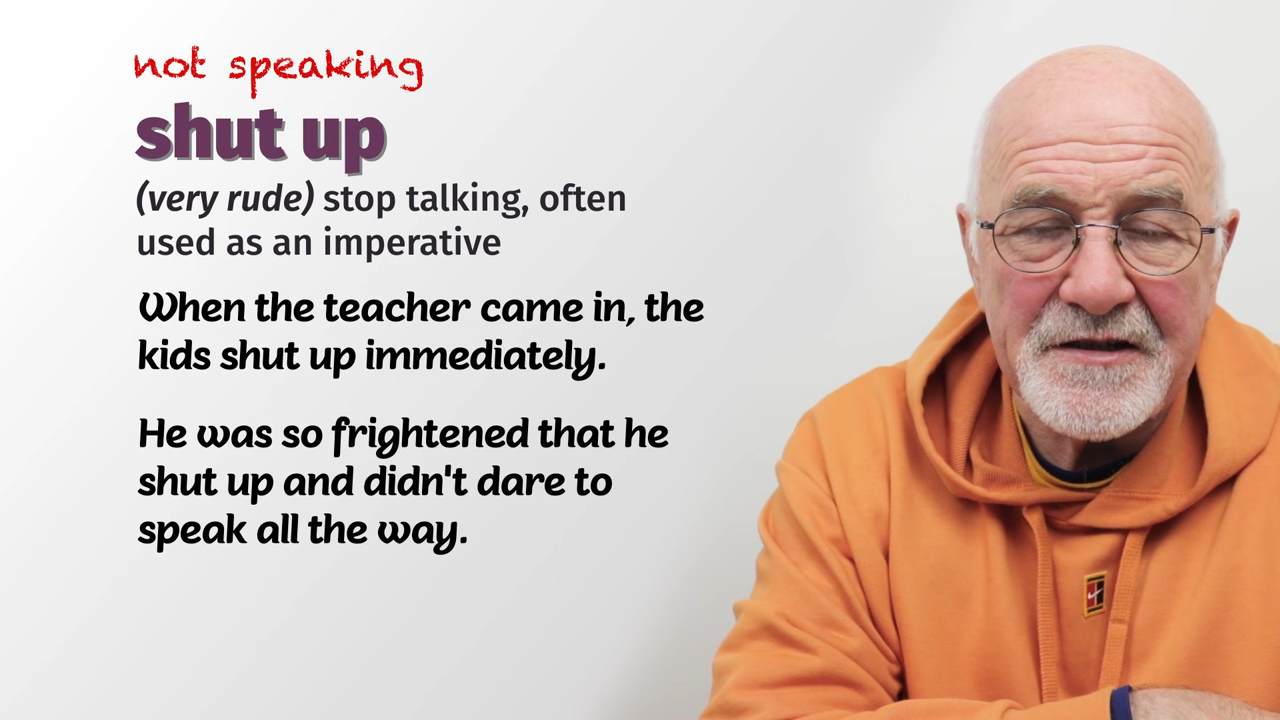 not speaking
shut up
(very rude) stop talking, often
used as an imperative
When the teacher came in, the
kids shut up immediately.
He was so frightened that he
shut up and didn't dare to
speak all the way.